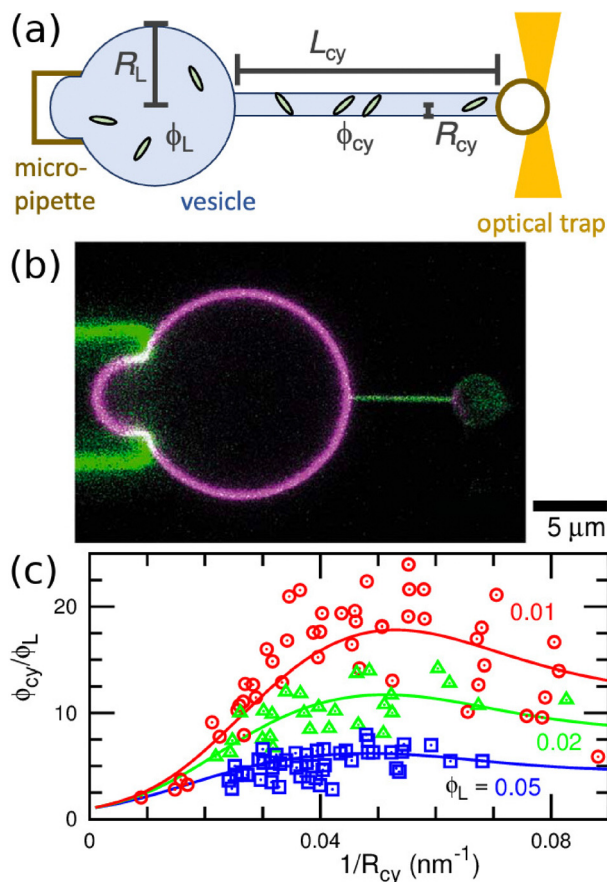 (a)
R_L
L_cy
ϕ_L
ϕ_cy
R_cy
micro-
pipette
vesicle
optical trap
(b)
5 μm
(c)
ϕ_cy/ϕ_L
20
10
0
0.01
0.02
ϕ_L = 0.05
0
0.04
0.08
1/R_cy (nm⁻¹)